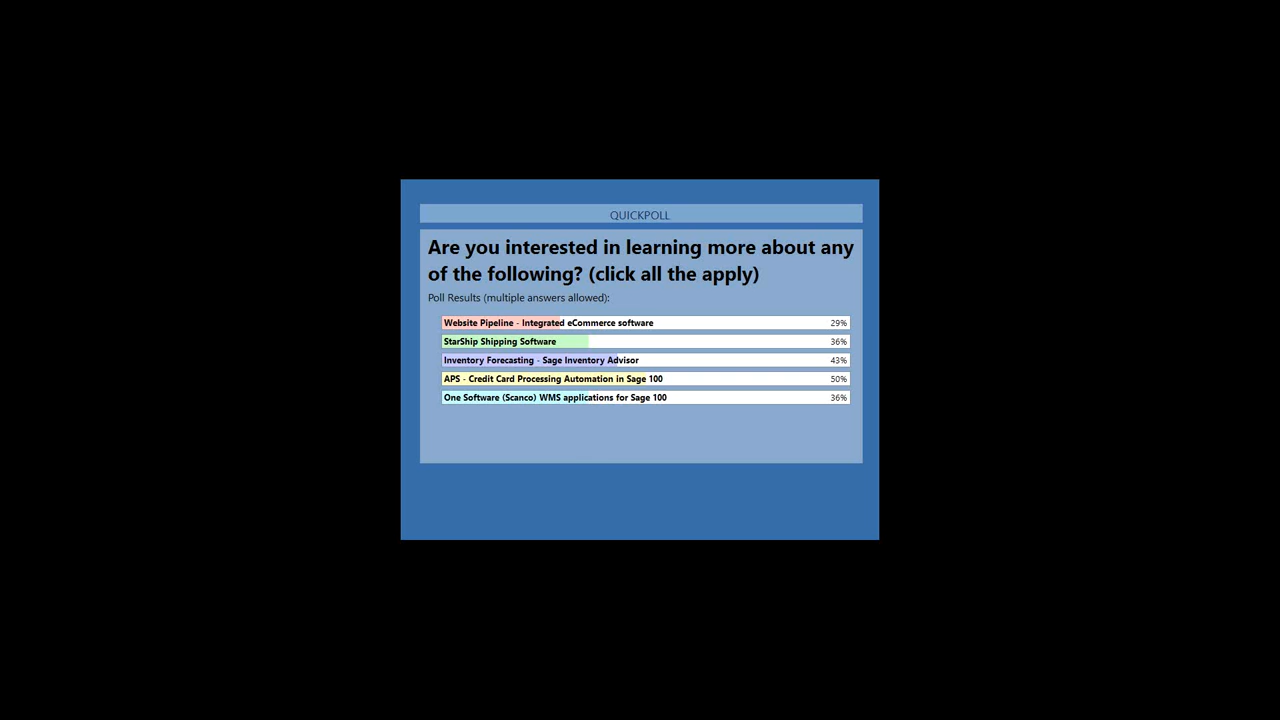 QUICKPOLL
Are you interested in learning more about any
of the following? (click all the apply)
Poll Results (multiple answers allowed):
Website Pipeline - Integrated eCommerce software 29%
StarShip Shipping Software 36%
Inventory Forecasting - Sage Inventory Advisor 43%
APS - Credit Card Processing Automation in Sage 100 50%
One Software (Scanco) WMS applications for Sage 100 36%